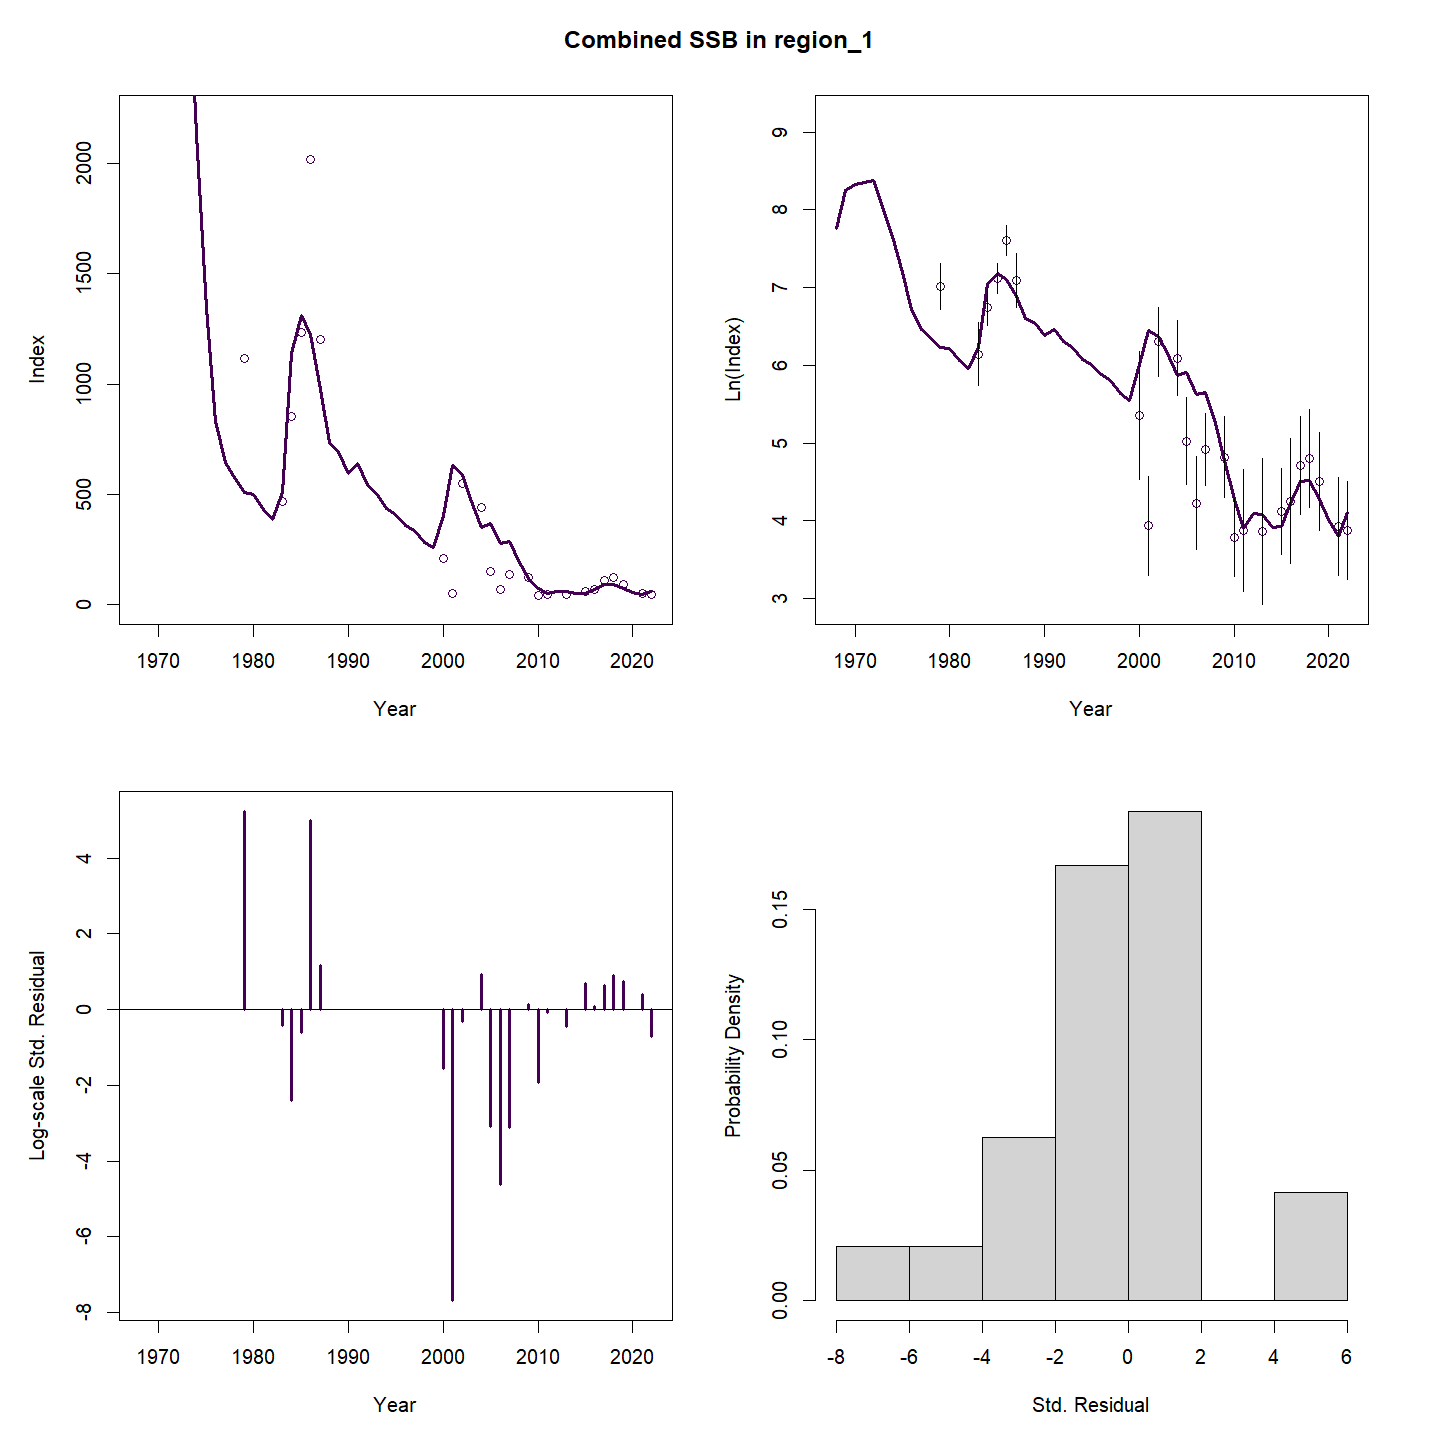 Combined SSB in region_1
Index
0 500 1000 1500 2000
1970 1980 1990 2000 2010 2020
Year
Ln(Index)
3 4 5 6 7 8 9
1970 1980 1990 2000 2010 2020
Year
Log-scale Std. Residual
-8 -6 -4 -2 0 2 4
1970 1980 1990 2000 2010 2020
Year
Probability Density
0.00 0.05 0.10 0.15
-8 -6 -4 -2 0 2 4 6
Std. Residual